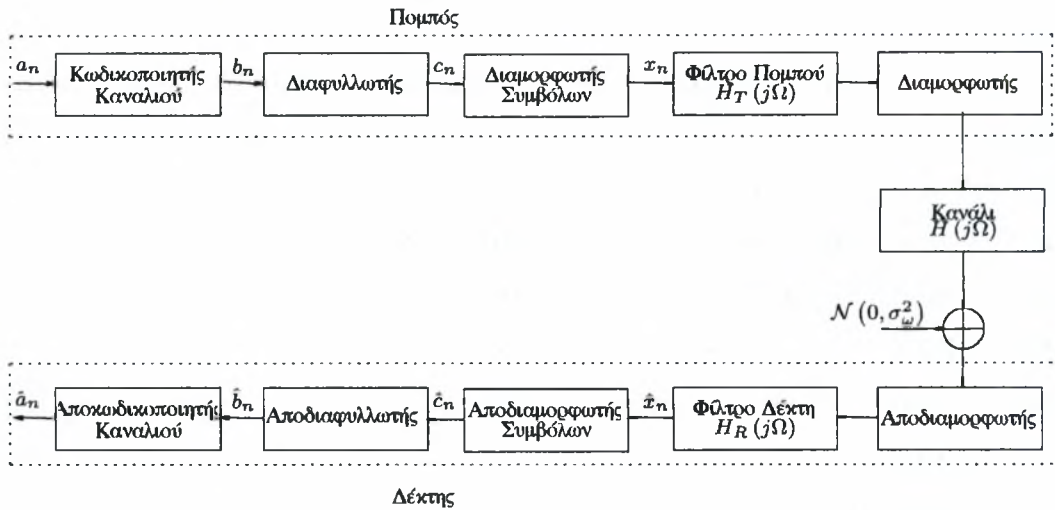 Πομπός
a_n
Κωδικοποιητής
Καναλιού
b_n
Διαφυλλωτής
c_n
Διαμορφωτής
Συμβόλων
x_n
Φίλτρο Πομπού
H_T (jΩ)
Διαμορφωτής
Κανάλι
H (jΩ)
N (0, σ_ω^2)
â_n
Αποκωδικοποιητής
Καναλιού
b̂_n
Αποδιαφυλλωτής
ĉ_n
Αποδιαμορφωτής
Συμβόλων
x̂_n
Φίλτρο Δέκτη
H_R (jΩ)
Αποδιαμορφωτής
Δέκτης